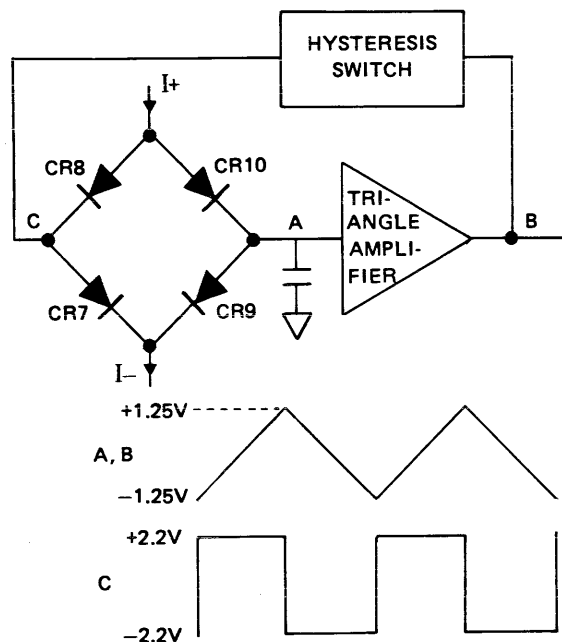 HYSTERESIS
SWITCH
I+
CR8
CR10
C
A
TRI-
ANGLE
AMPLI-
FIER
B
CR7
CR9
I–
+1.25V
A, B
–1.25V
+2.2V
C
–2.2V